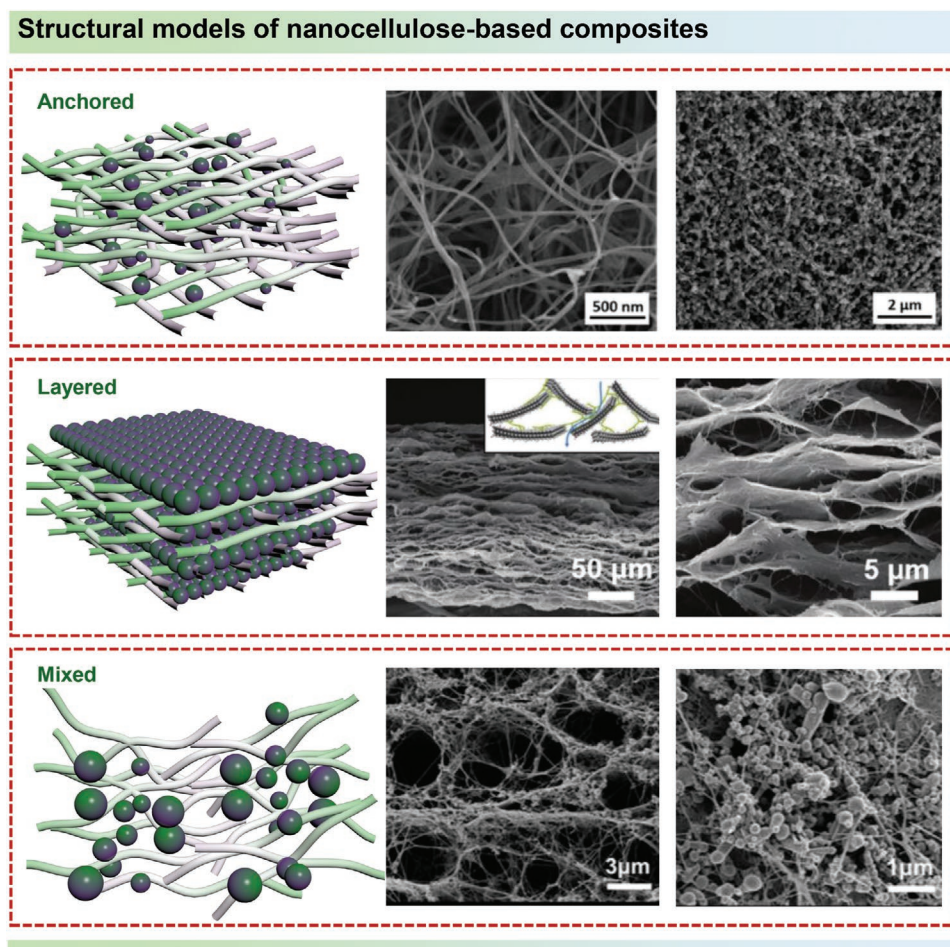 Structural models of nanocellulose-based composites
Anchored
500 nm
2 µm
Layered
50 µm
5 µm
Mixed
3µm
1µm